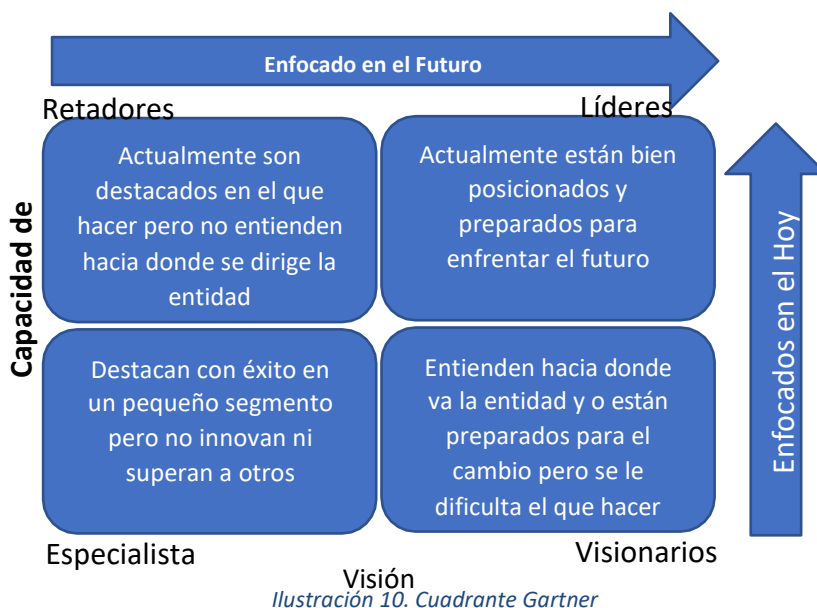 Enfocado en el Futuro
Retadores
Líderes
Actualmente son
destacados en el que
hacer pero no entienden
hacia donde se dirige la
entidad
Actualmente están bien
posicionados y
preparados para
enfrentar el futuro
Capacidad de
Enfocados en el Hoy
Destacan con éxito en
un pequeño segmento
pero no innovan ni
superan a otros
Entienden hacia donde
va la entidad y o están
preparados para el
cambio pero se le
dificulta el que hacer
Especialista
Visionarios
Visión
Ilustración 10. Cuadrante Gartner